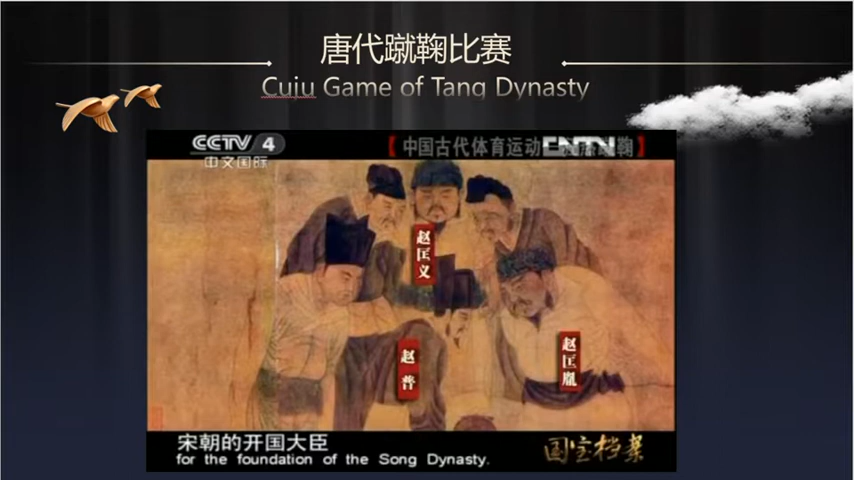 唐代蹴鞠比赛
Cuju Game of Tang Dynasty
CCTV 4
中文国际
【中国古代体育运动
CNTV
鞠】
赵匡义
赵普
赵匡胤
宋朝的开国大臣
for the foundation of the Song Dynasty.
国宝档案